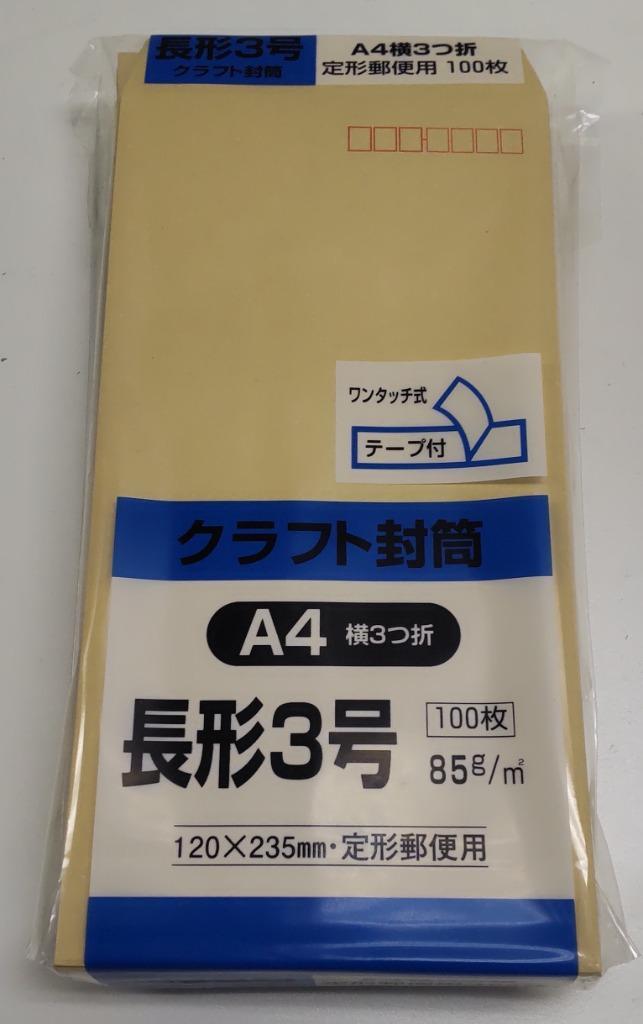 長形3号
クラフト封筒
A4横3つ折
定形郵便用 100枚
ワンタッチ式
テープ付
クラフト封筒
A4 横3つ折
長形3号
100枚
85g/㎡
120×235mm・定形郵便用